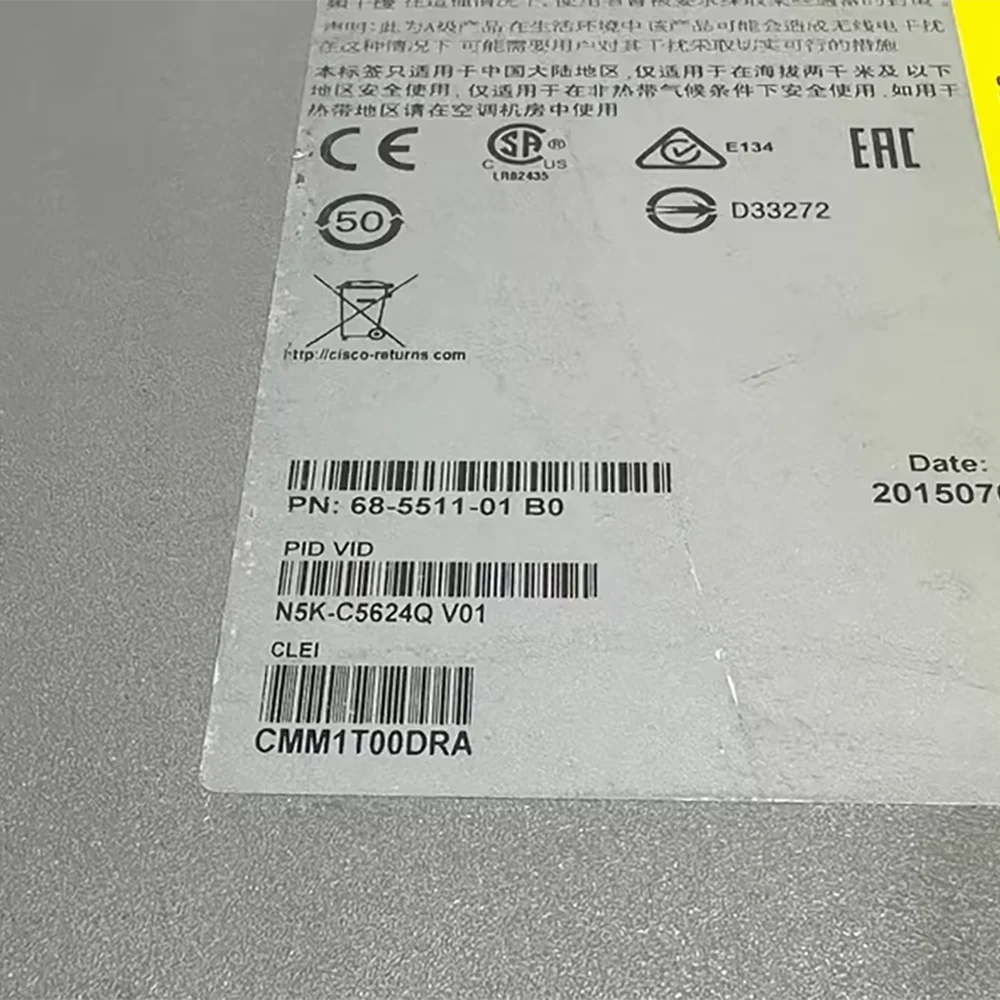 声明:此为A级产品 在生活环境中 该产品可能会造成无线电干扰
在这种情况下 可能需要用户对其干扰采取切实可行的措施
本标签只适用于中国大陆地区,仅适用于在海拔两千米及以下
地区安全使用,仅适用于在非热带气候条件下安全使用,如用于
热带地区请在空调机房中使用
CE
SA ® C US LR82435
E134
EAC
50
D33272
http://cisco-returns com
Date:
PN: 68-5511-01 B0
201507
PID VID
N5K-C5624Q V01
CLEI
CMM1T00DRA